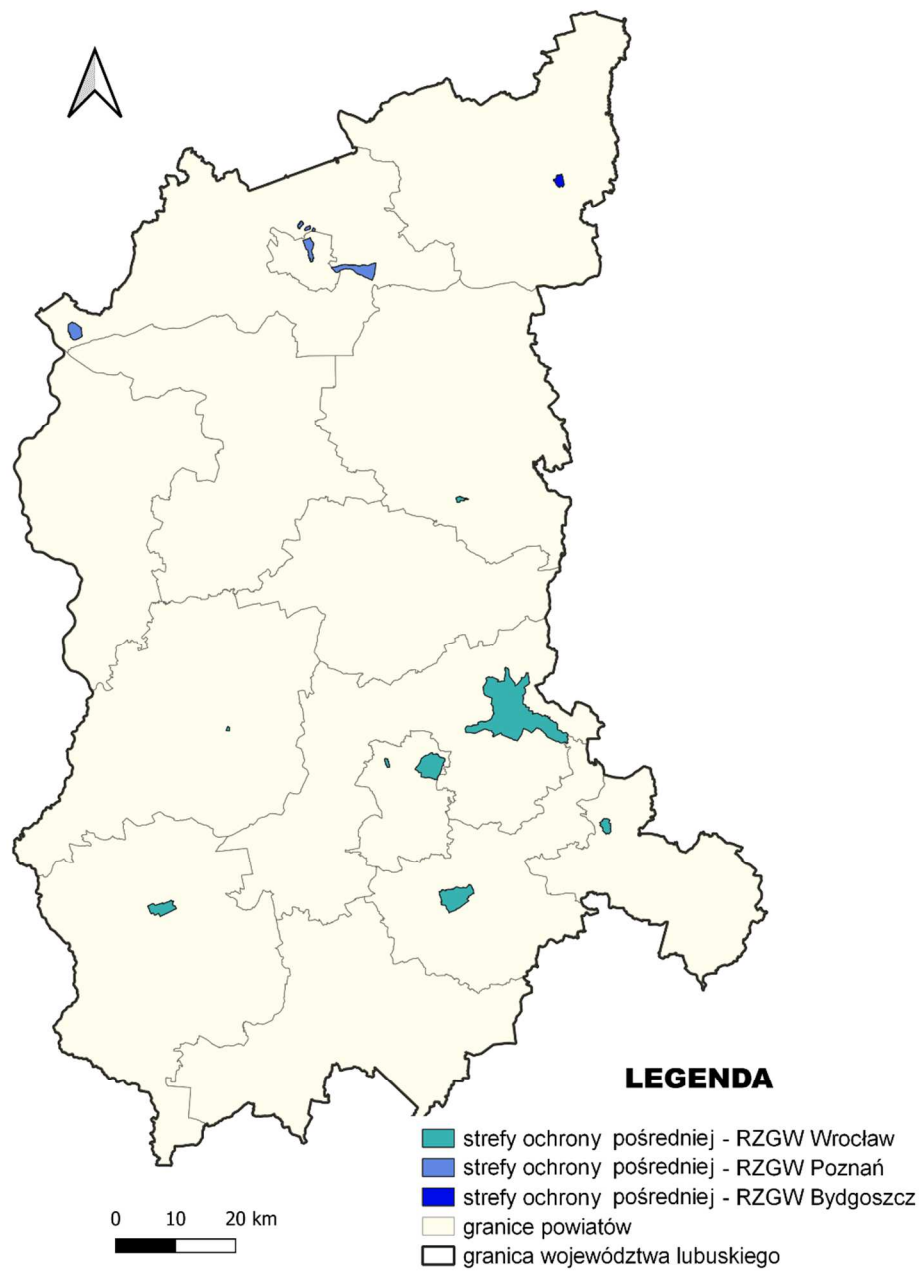 LEGENDA
strefy ochrony pośredniej - RZGW Wrocław
strefy ochrony pośredniej - RZGW Poznań
strefy ochrony pośredniej - RZGW Bydgoszcz
granice powiatów
granica województwa lubuskiego
0 10 20 km